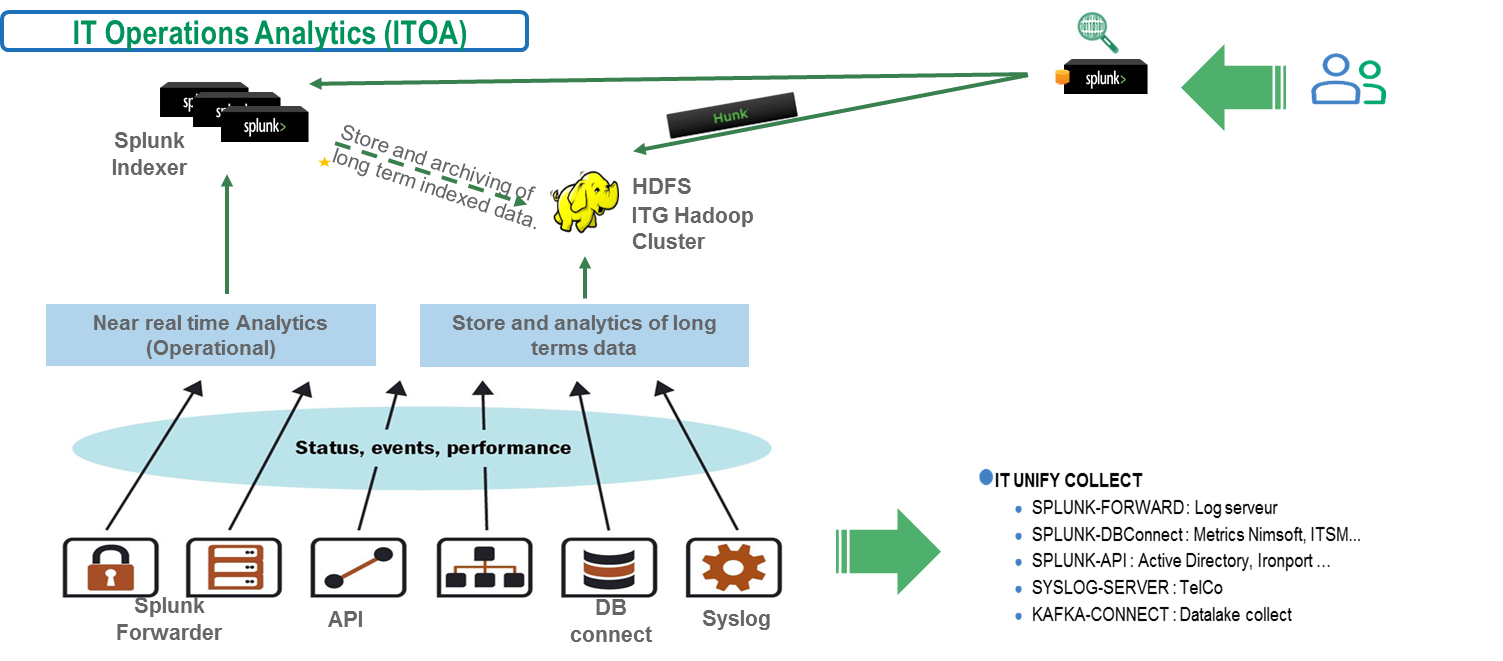 IT Operations Analytics (ITOA)
splunk>
sp
s
splunk>
Splunk
Indexer
Hunk
Store and archiving of
long term indexed data.
HDFS
ITG Hadoop
Cluster
Near real time Analytics
(Operational)
Store and analytics of long
terms data
Status, events, performance
Splunk
Forwarder
API
DB
connect
Syslog
IT UNIFY COLLECT
SPLUNK-FORWARD : Log serveur
SPLUNK-DBConnect : Metrics Nimsoft, ITSM...
SPLUNK-API : Active Directory, Ironport ...
SYSLOG-SERVER : TelCo
KAFKA-CONNECT : Datalake collect